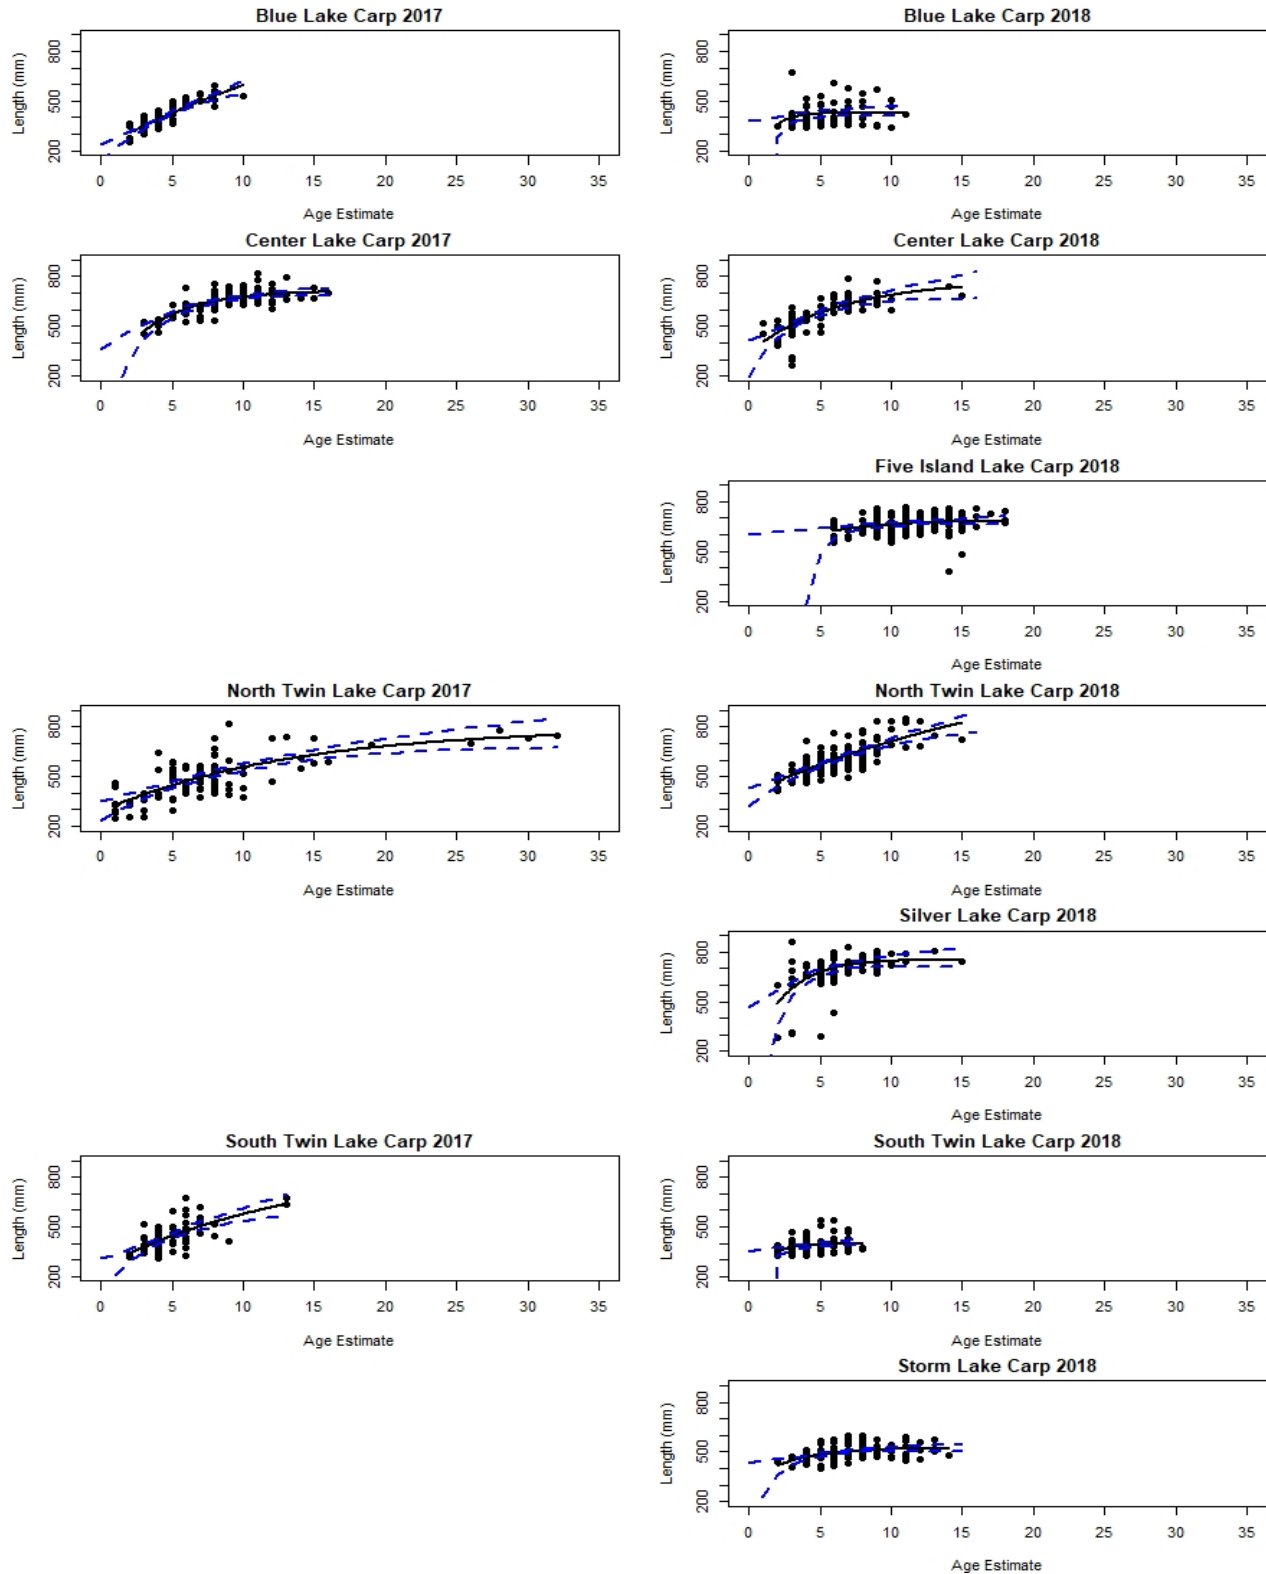 Blue Lake Carp 2017
Length (mm)
200 500 800
0 5 10 15 20 25 30 35
Age Estimate
Blue Lake Carp 2018
Length (mm)
200 500 800
0 5 10 15 20 25 30 35
Age Estimate
Center Lake Carp 2017
Length (mm)
200 500 800
0 5 10 15 20 25 30 35
Age Estimate
Center Lake Carp 2018
Length (mm)
200 500 800
0 5 10 15 20 25 30 35
Age Estimate
Five Island Lake Carp 2018
Length (mm)
200 500 800
0 5 10 15 20 25 30 35
Age Estimate
North Twin Lake Carp 2017
Length (mm)
200 500 800
0 5 10 15 20 25 30 35
Age Estimate
North Twin Lake Carp 2018
Length (mm)
200 500 800
0 5 10 15 20 25 30 35
Age Estimate
Silver Lake Carp 2018
Length (mm)
200 500 800
0 5 10 15 20 25 30 35
Age Estimate
South Twin Lake Carp 2017
Length (mm)
200 500 800
0 5 10 15 20 25 30 35
Age Estimate
South Twin Lake Carp 2018
Length (mm)
200 500 800
0 5 10 15 20 25 30 35
Age Estimate
Storm Lake Carp 2018
Length (mm)
200 500 800
0 5 10 15 20 25 30 35
Age Estimate